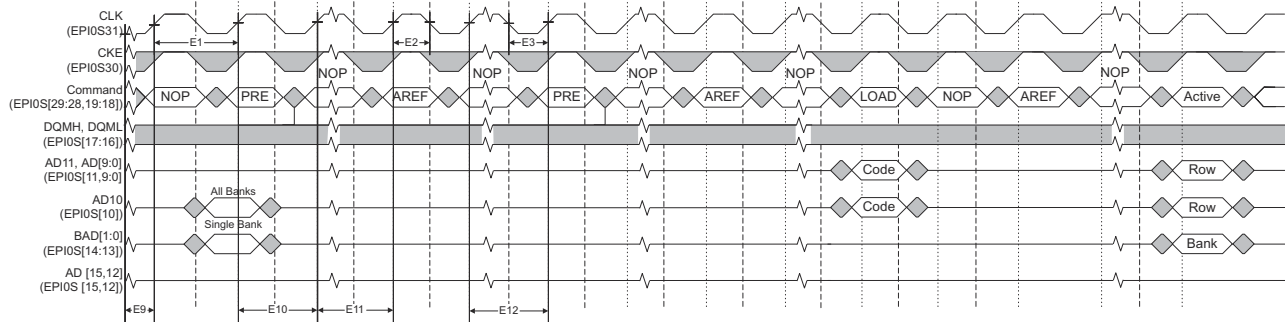 CLK
(EPI0S31)
E1
E2
E3
CKE
(EPI0S30)
NOP
NOP
NOP
NOP
NOP
Command
(EPI0S[29:28,19:18])
NOP
PRE
AREF
PRE
AREF
LOAD
NOP
AREF
Active
DQMH, DQML
(EPI0S[17:16])
AD11, AD[9:0]
(EPI0S[11,9:0]
Code
Row
All Banks
AD10
(EPI0S[10])
Code
Row
Single Bank
BAD[1:0]
(EPI0S[14:13])
Bank
AD [15,12]
(EPI0S [15,12])
E9
E10
E11
E12